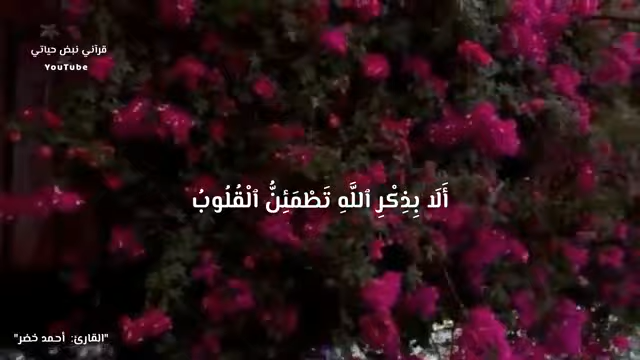 قرآني نبض حياتي
YouTube
أَلَا بِذِكْرِ ٱللَّهِ تَطْمَئِنُّ ٱلْقُلُوبُ
"القارئ: أحمد خضر"